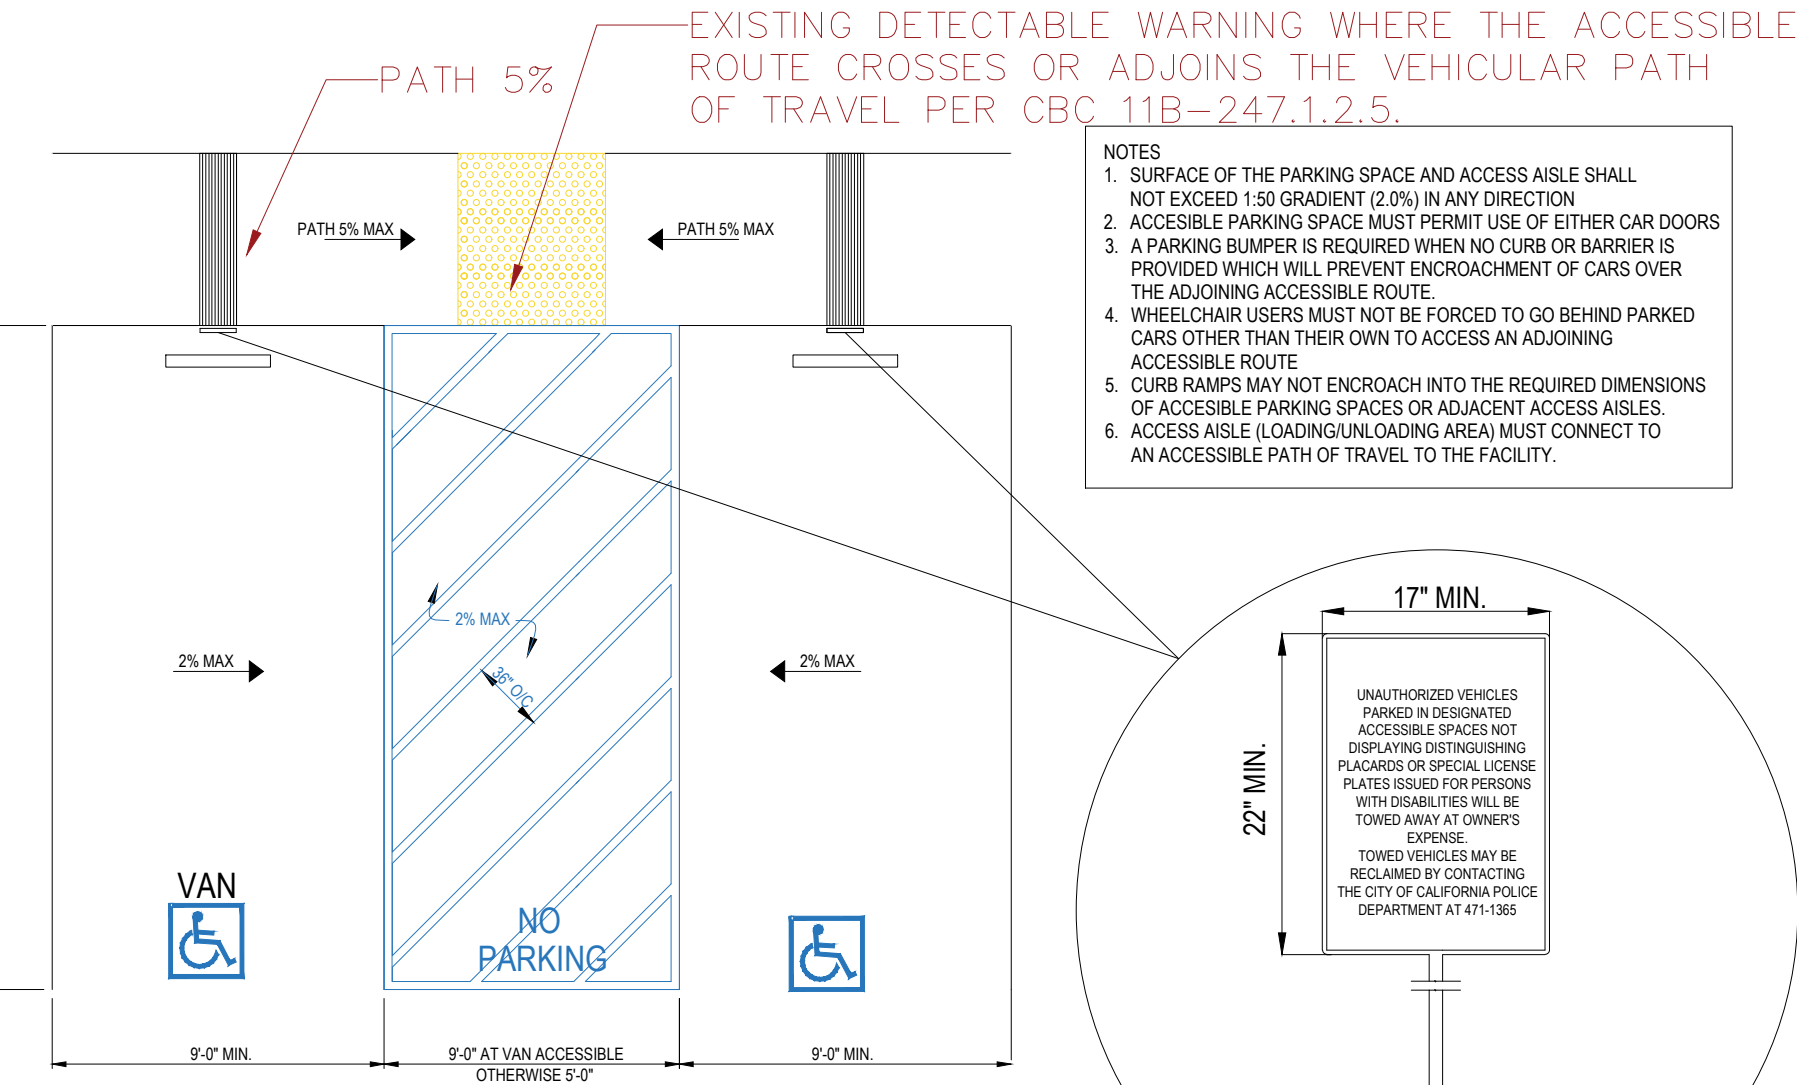 EXISTING DETECTABLE WARNING WHERE THE ACCESSIBLE
ROUTE CROSSES OR ADJOINS THE VEHICULAR PATH
OF TRAVEL PER CBC 11B-247.1.2.5.
PATH 5%
PATH 5% MAX
PATH 5% MAX
NOTES
1. SURFACE OF THE PARKING SPACE AND ACCESS AISLE SHALL
NOT EXCEED 1:50 GRADIENT (2.0%) IN ANY DIRECTION
2. ACCESIBLE PARKING SPACE MUST PERMIT USE OF EITHER CAR DOORS
3. A PARKING BUMPER IS REQUIRED WHEN NO CURB OR BARRIER IS
PROVIDED WHICH WILL PREVENT ENCROACHMENT OF CARS OVER
THE ADJOINING ACCESSIBLE ROUTE.
4. WHEELCHAIR USERS MUST NOT BE FORCED TO GO BEHIND PARKED
CARS OTHER THAN THEIR OWN TO ACCESS AN ADJOINING
ACCESSIBLE ROUTE
5. CURB RAMPS MAY NOT ENCROACH INTO THE REQUIRED DIMENSIONS
OF ACCESIBLE PARKING SPACES OR ADJACENT ACCESS AISLES.
6. ACCESS AISLE (LOADING/UNLOADING AREA) MUST CONNECT TO
AN ACCESSIBLE PATH OF TRAVEL TO THE FACILITY.
2% MAX
2% MAX
36" O/C
2% MAX
VAN
NO
PARKING
9'-0" MIN.
9'-0" AT VAN ACCESSIBLE
OTHERWISE 5'-0"
9'-0" MIN.
17" MIN.
22" MIN.
UNAUTHORIZED VEHICLES
PARKED IN DESIGNATED
ACCESSIBLE SPACES NOT
DISPLAYING DISTINGUISHING
PLACARDS OR SPECIAL LICENSE
PLATES ISSUED FOR PERSONS
WITH DISABILITIES WILL BE
TOWED AWAY AT OWNER'S
EXPENSE.
TOWED VEHICLES MAY BE
RECLAIMED BY CONTACTING
THE CITY OF CALIFORNIA POLICE
DEPARTMENT AT 471-1365